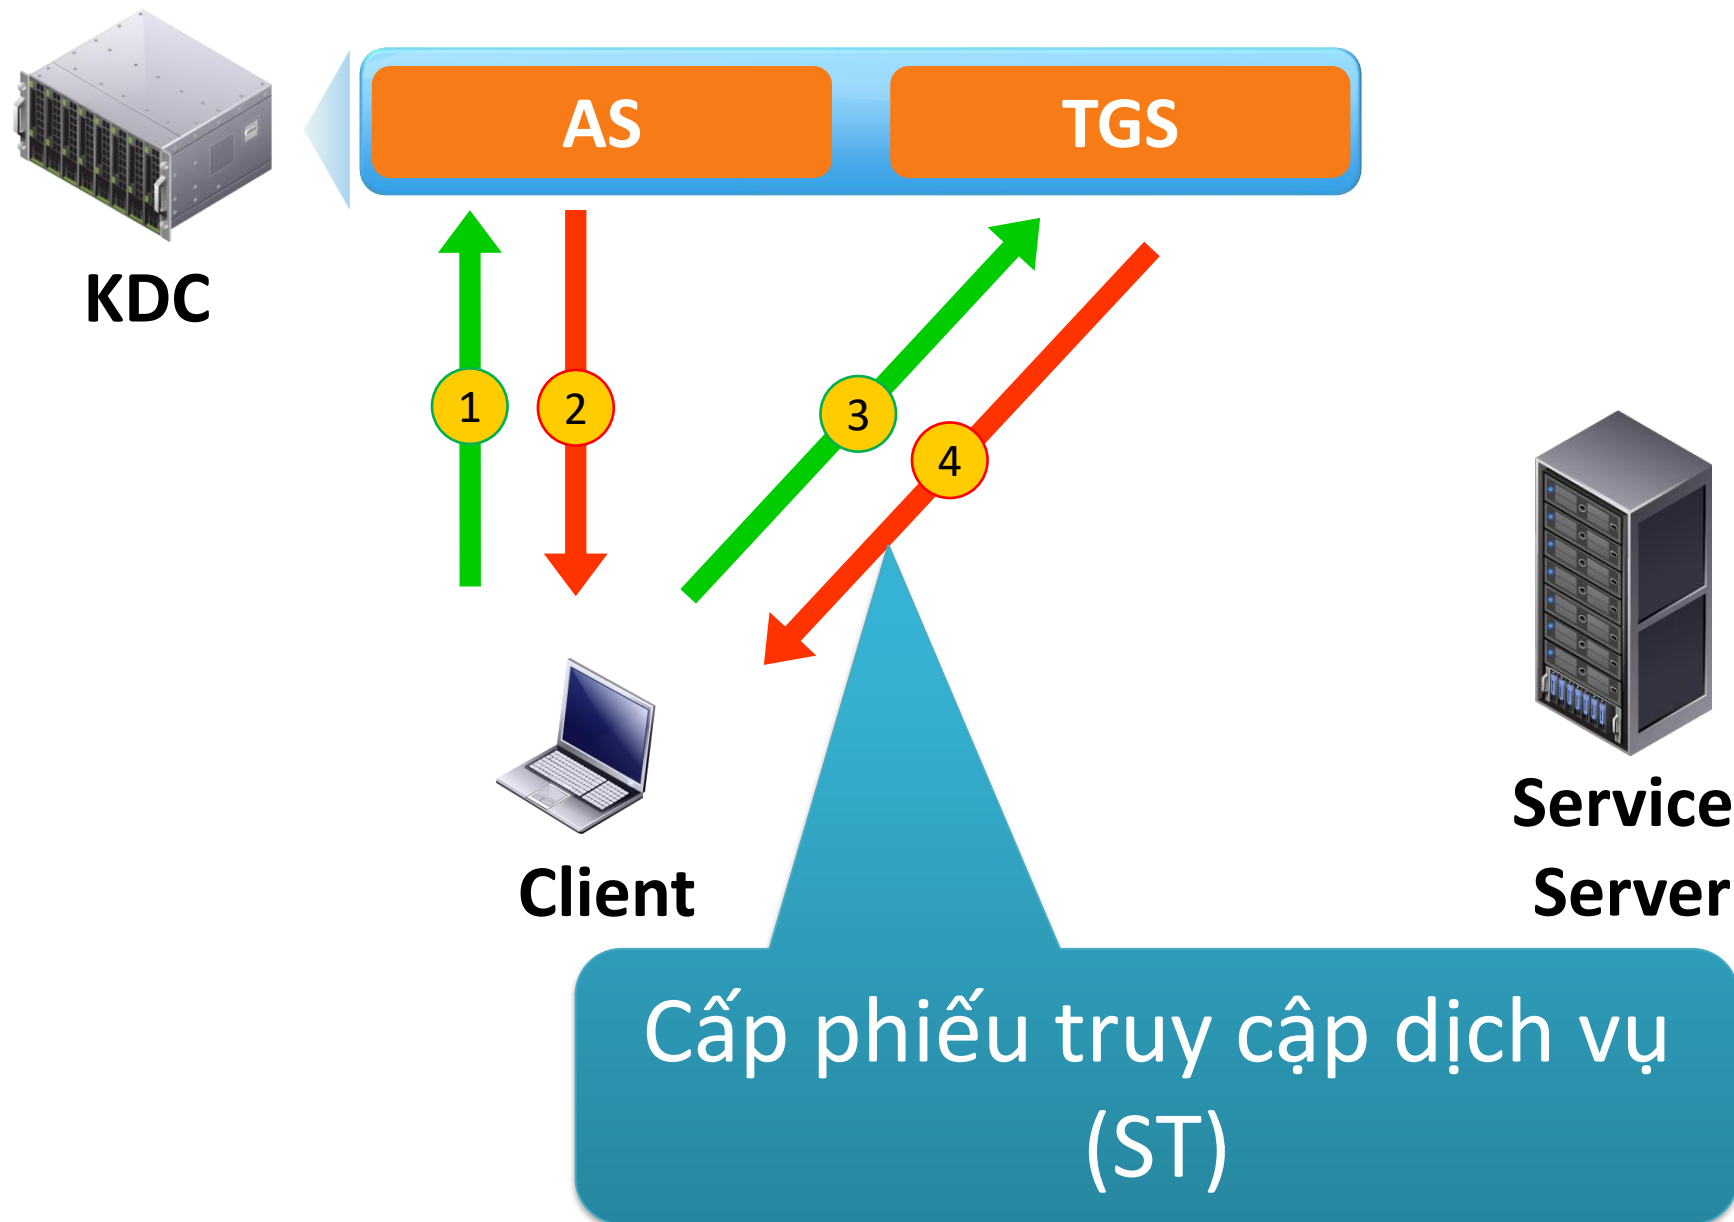 AS
TGS
KDC
1
2
3
4
Client
Service
Server
Cấp phiếu truy cập dịch vụ
(ST)